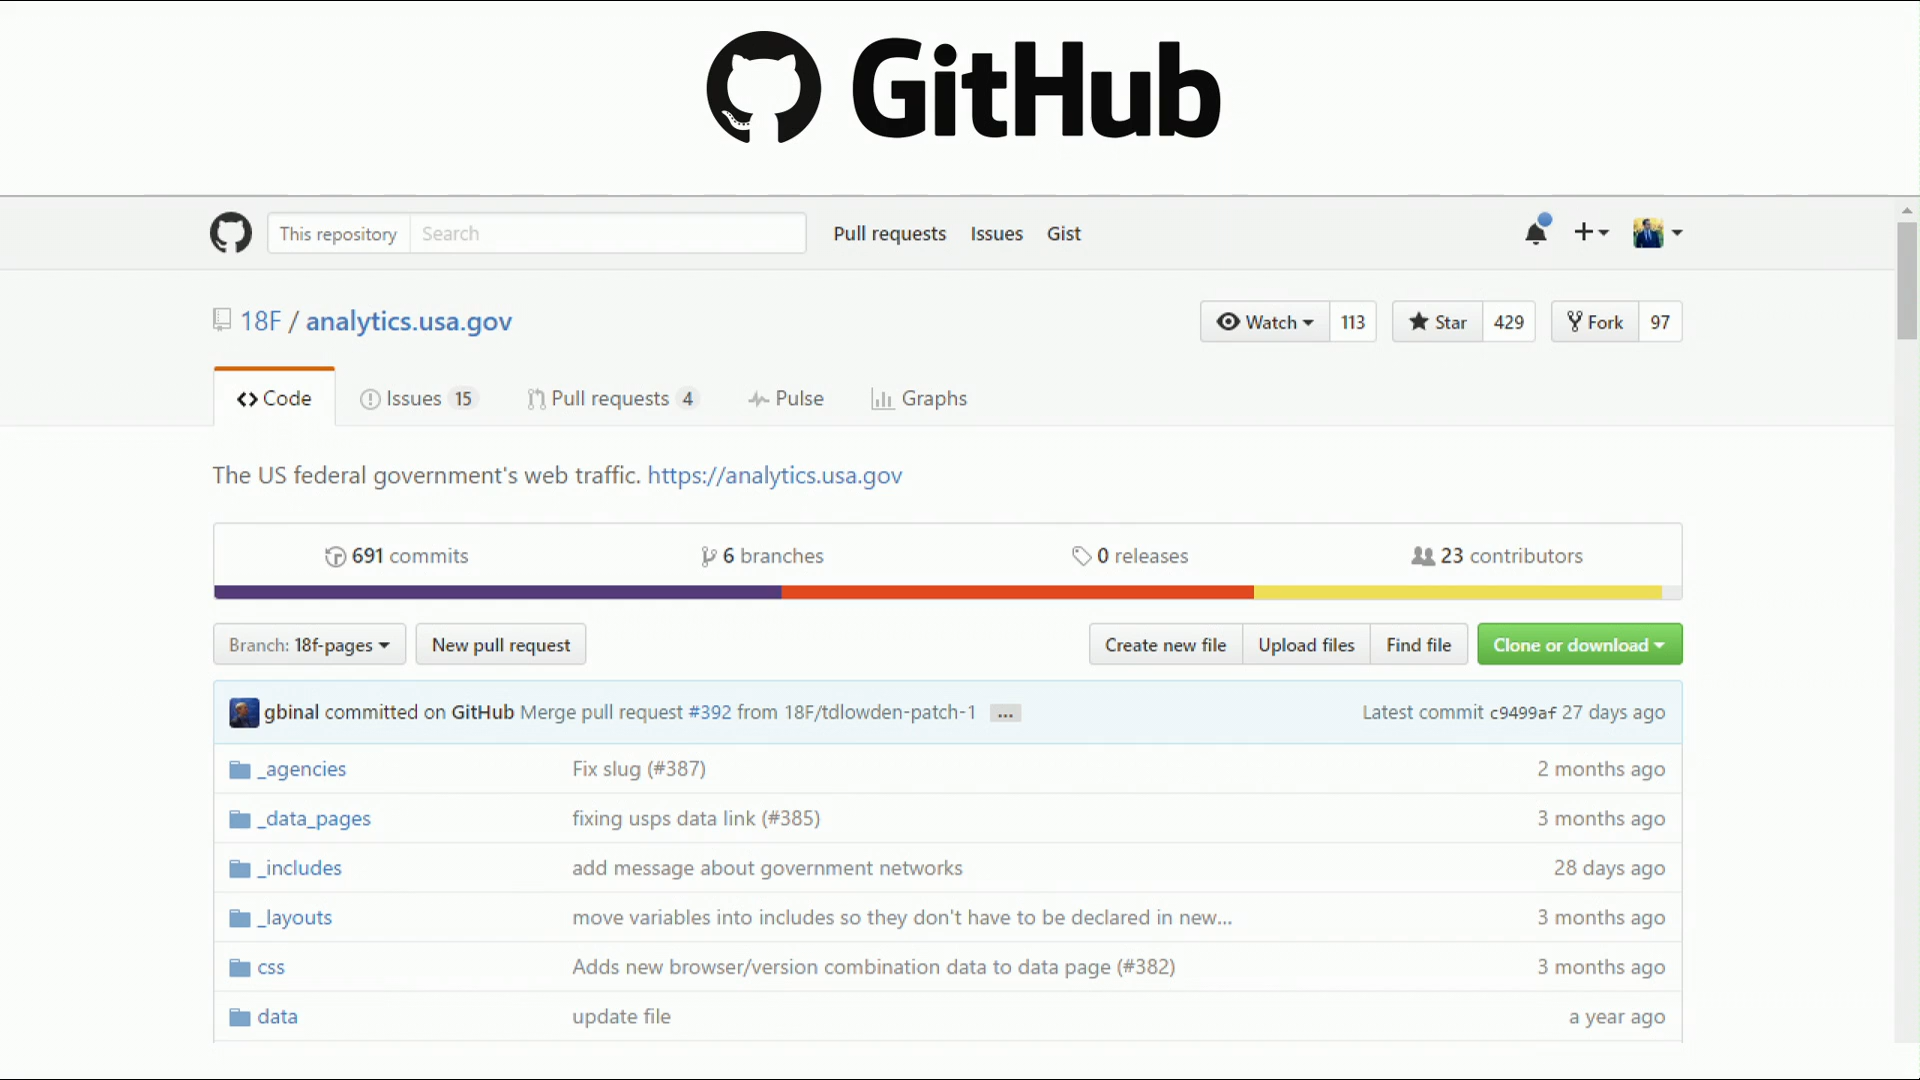 GitHub
This repository Search Pull requests Issues Gist
18F / analytics.usa.gov Watch 113 Star 429 Fork 97
Code Issues 15 Pull requests 4 Pulse Graphs
The US federal government's web traffic. https://analytics.usa.gov
691 commits 6 branches 0 releases 23 contributors
Branch: 18f-pages New pull request Create new file Upload files Find file Clone or download
gbinal committed on GitHub Merge pull request #392 from 18F/tdlowden-patch-1 ... Latest commit c9499af 27 days ago
_agencies Fix slug (#387) 2 months ago
_data_pages fixing usps data link (#385) 3 months ago
_includes add message about government networks 28 days ago
_layouts move variables into includes so they don't have to be declared in new... 3 months ago
css Adds new browser/version combination data to data page (#382) 3 months ago
data update file a year ago